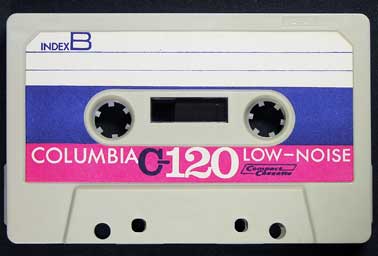 INDEX B
COLUMBIA C-120 LOW-NOISE
Compact
Cassette